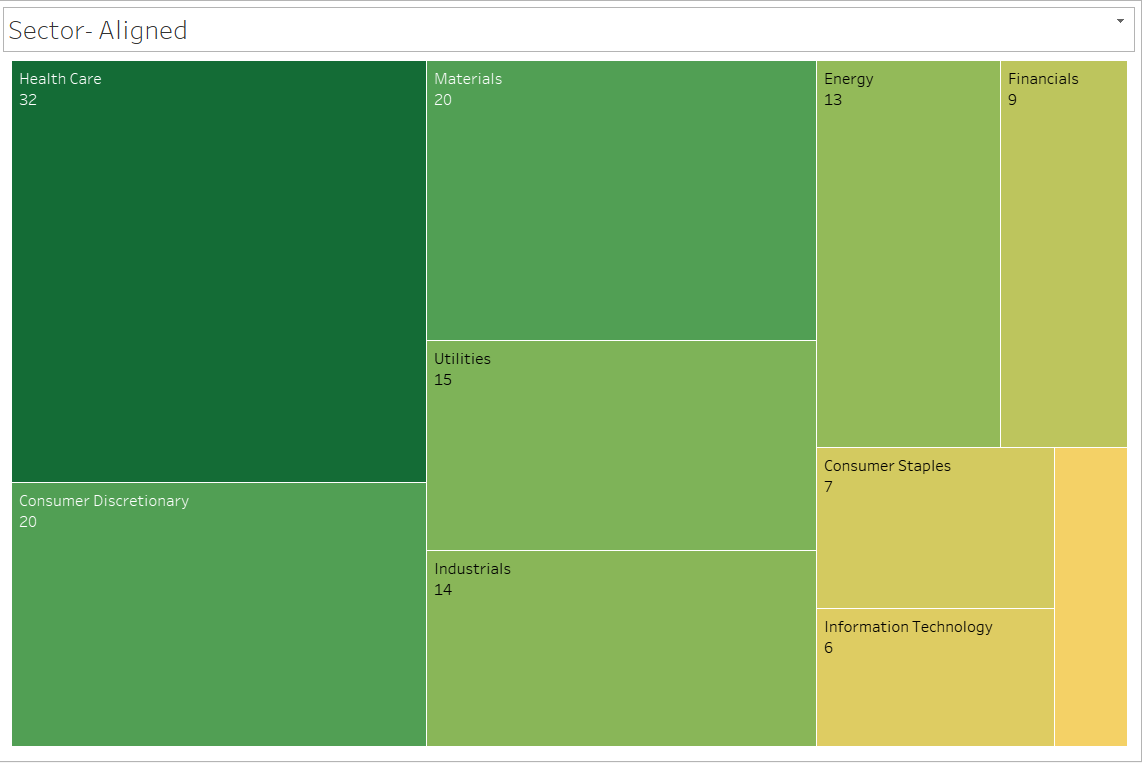 Sector- Aligned
Health Care
32
Consumer Discretionary
20
Materials
20
Utilities
15
Industrials
14
Energy
13
Financials
9
Consumer Staples
7
Information Technology
6